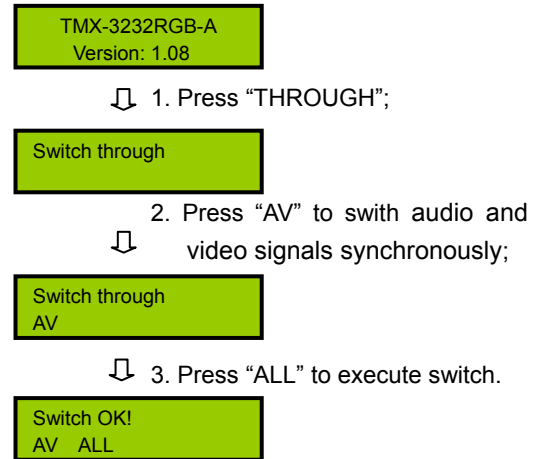 TMX-3232RGB-A
Version: 1.08
1. Press “THROUGH”;
Switch through
2. Press “AV” to swith audio and
video signals synchronously;
Switch through
AV
3. Press “ALL” to execute switch.
Switch OK!
AV ALL